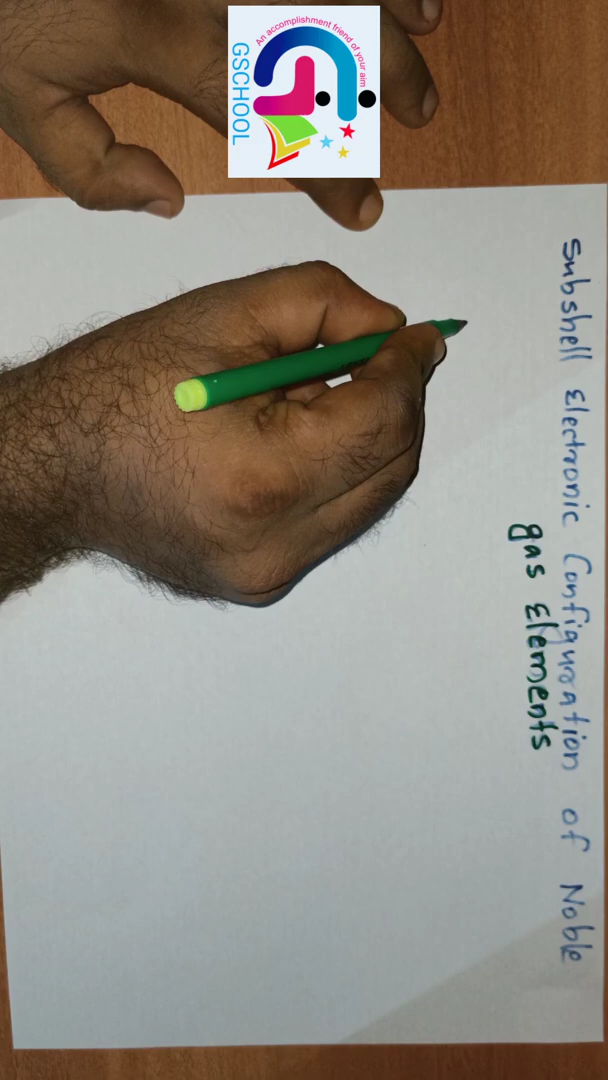 An accomplishment friend of your aim
GSCHOOL
Subshell Electronic Configuration of Noble
gas Elements